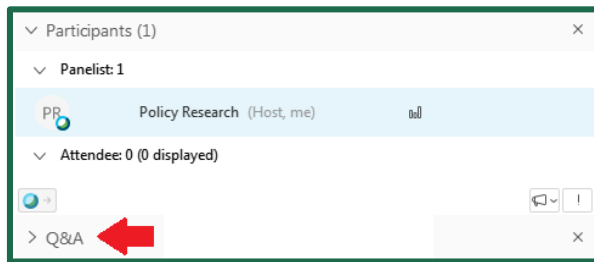 Participants (1)
Panelist: 1
PR Policy Research (Host, me)
Attendee: 0 (0 displayed)
Q&A